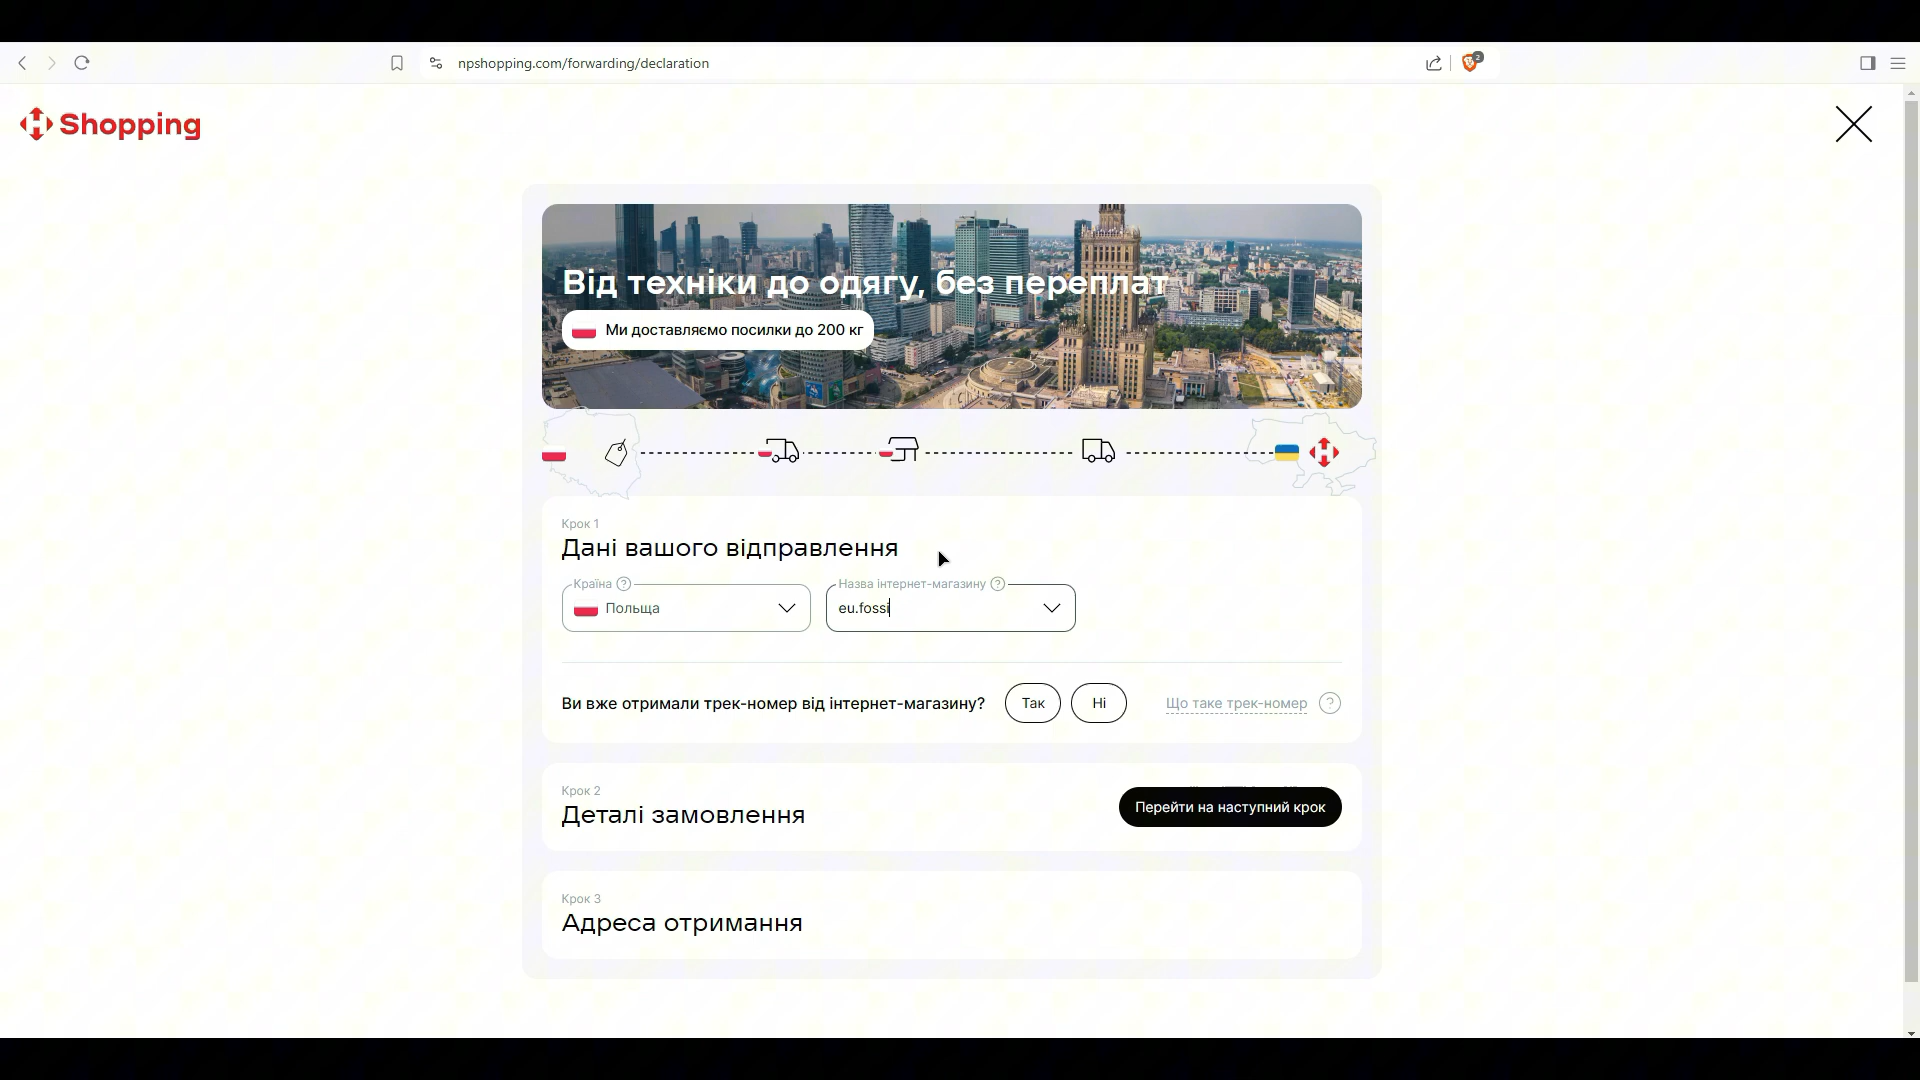 npshopping.com/forwarding/declaration
2
Shopping
Від техніки до одягу, без переплат
Ми доставляємо посилки до 200 кг
Крок 1
Дані вашого відправлення
Країна ?
Назва інтернет-магазину ?
Польща
eu.fossi
Ви вже отримали трек-номер від інтернет-магазину?
Так
Ні
Що таке трек-номер ?
Крок 2
Деталі замовлення
Перейти на наступний крок
Крок 3
Адреса отримання